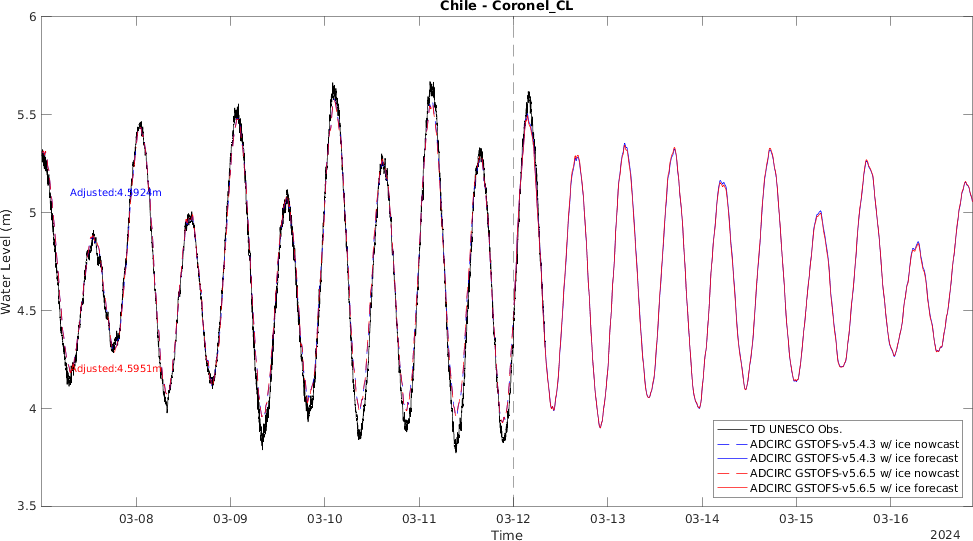 Chile - Coronel_CL
6
5.5
5
4.5
4
3.5
Water Level (m)
Adjusted:4.5924m
Adjusted:4.5951m
TD UNESCO Obs.
ADCIRC GSTOFS-v5.4.3 w/ ice nowcast
ADCIRC GSTOFS-v5.4.3 w/ ice forecast
ADCIRC GSTOFS-v5.6.5 w/ ice nowcast
ADCIRC GSTOFS-v5.6.5 w/ ice forecast
03-08 03-09 03-10 03-11 03-12 03-13 03-14 03-15 03-16
Time
2024